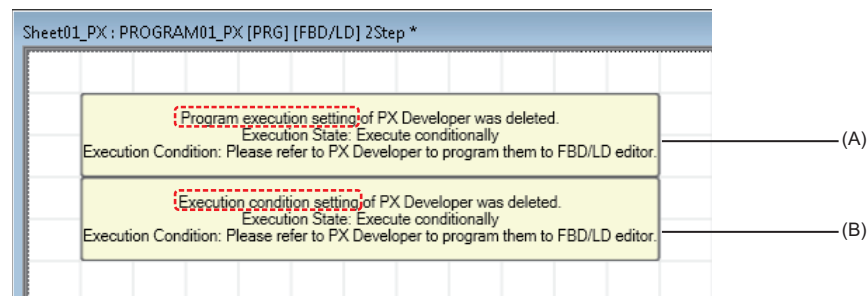 Sheet01_PX : PROGRAM01_PX [PRG] [FBD/LD] 2Step *
Program execution setting of PX Developer was deleted.
Execution State: Execute conditionally
Execution Condition: Please refer to PX Developer to program them to FBD/LD editor.
(A)
Execution condition setting of PX Developer was deleted.
Execution State: Execute conditionally
Execution Condition: Please refer to PX Developer to program them to FBD/LD editor.
(B)